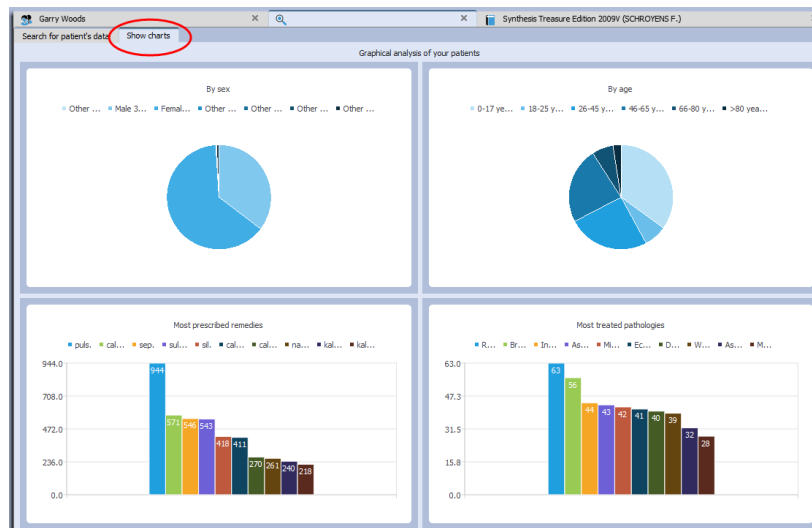 Garry Woods
Synthesis Treasure Edition 2009V (SCHROYENS F.)
Search for patient's data
Show charts
Graphical analysis of your patients
By sex
Other ... Male 3... Femal... Other ... Other ... Other ... Other ...
By age
0-17 ye... 18-25 y... 26-45 y... 46-65 y... 66-80 y... >80 yea...
Most prescribed remedies
puls. cal... sep. sul... sil. cal... cal... na... kal... kal...
944.0
708.0
472.0
236.0
0.0
944 571 546 543 418 411 270 261 240 218
Most treated pathologies
R... Br... In... As... Mi... Ec... D... W... As... M...
63.0
47.3
31.5
15.8
0.0
63 56 44 43 42 41 40 39 32 28